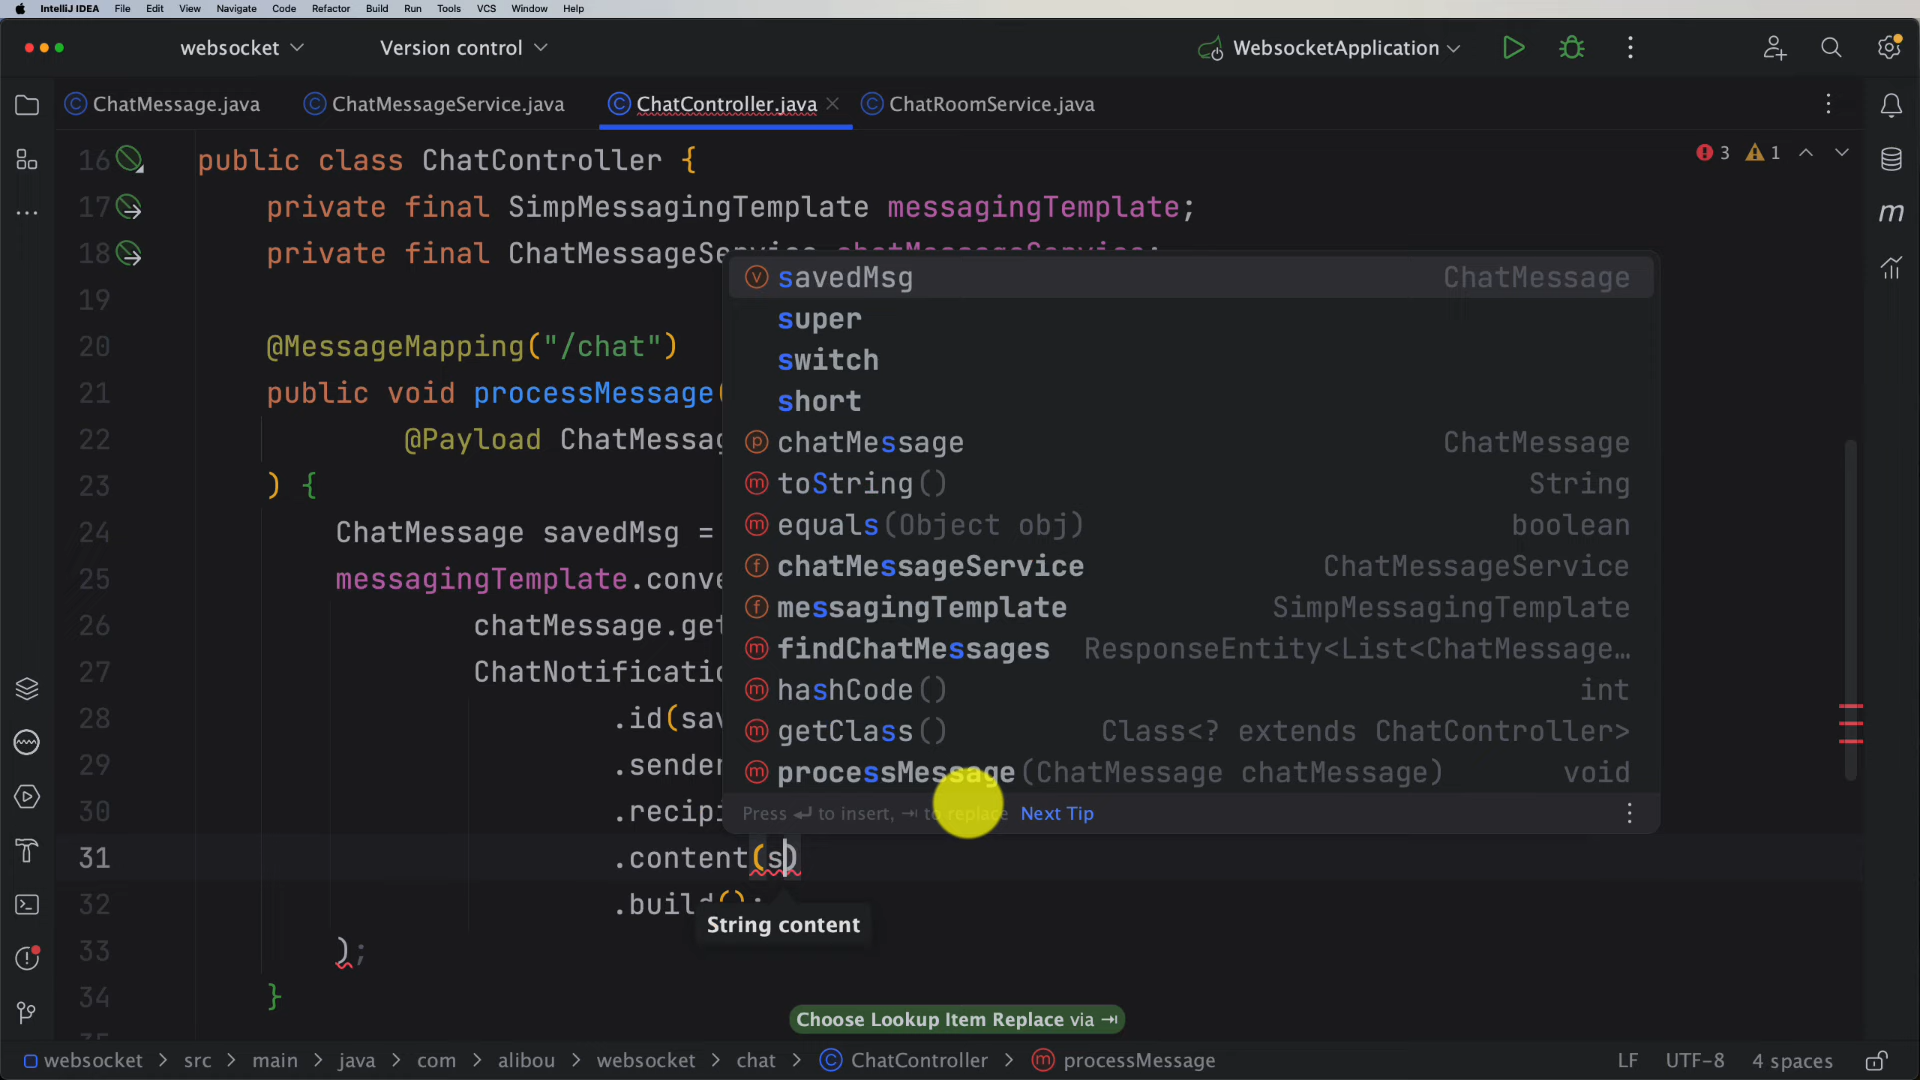 IntelliJ IDEA File Edit View Navigate Code Refactor Build Run Tools VCS Window Help
websocket Version control WebsocketApplication
ChatMessage.java ChatMessageService.java ChatController.java ChatRoomService.java
16 public class ChatController {
3 1
17 private final SimpMessagingTemplate messagingTemplate;
18 private final ChatMessageService chatMessageService;
19
20 @MessageMapping("/chat")
21 public void processMessage(
22 @Payload ChatMessag
23 ) {
24 ChatMessage savedMsg =
25 messagingTemplate.conve
26 chatMessage.get
27 ChatNotificatio
28 .id(sav
29 .sender
30 .recipi
31 .content(s)
32 .build();
33 );
34 }
savedMsg ChatMessage
super
switch
short
chatMessage ChatMessage
toString() String
equals(Object obj) boolean
chatMessageService ChatMessageService
messagingTemplate SimpMessagingTemplate
findChatMessages ResponseEntity<List<ChatMessage…
hashCode() int
getClass() Class<? extends ChatController>
processMessage(ChatMessage chatMessage) void
Press ↵ to insert, ⇥ to replace Next Tip
String content
Choose Lookup Item Replace via ⇥
websocket > src > main > java > com > alibou > websocket > chat > ChatController > processMessage LF UTF-8 4 spaces